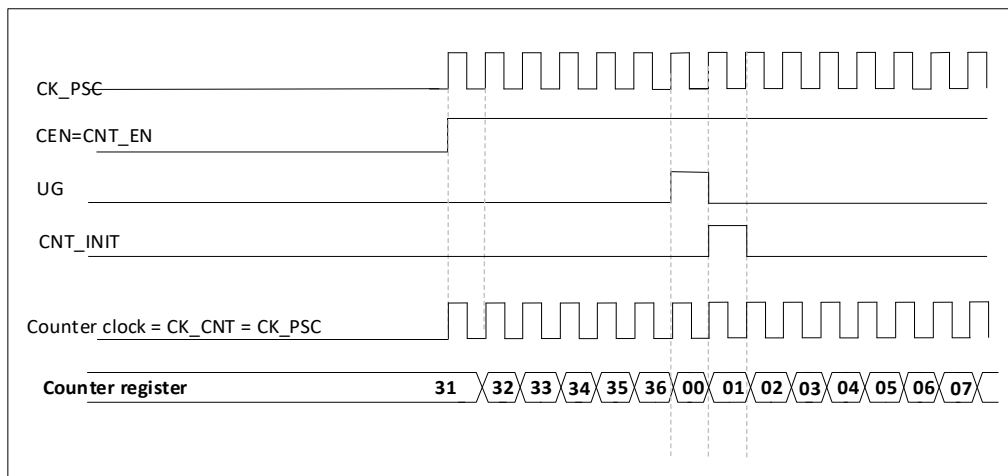 CK_PSC
CEN=CNT_EN
UG
CNT_INIT
Counter clock = CK_CNT = CK_PSC
Counter register 31 32 33 34 35 36 00 01 02 03 04 05 06 07